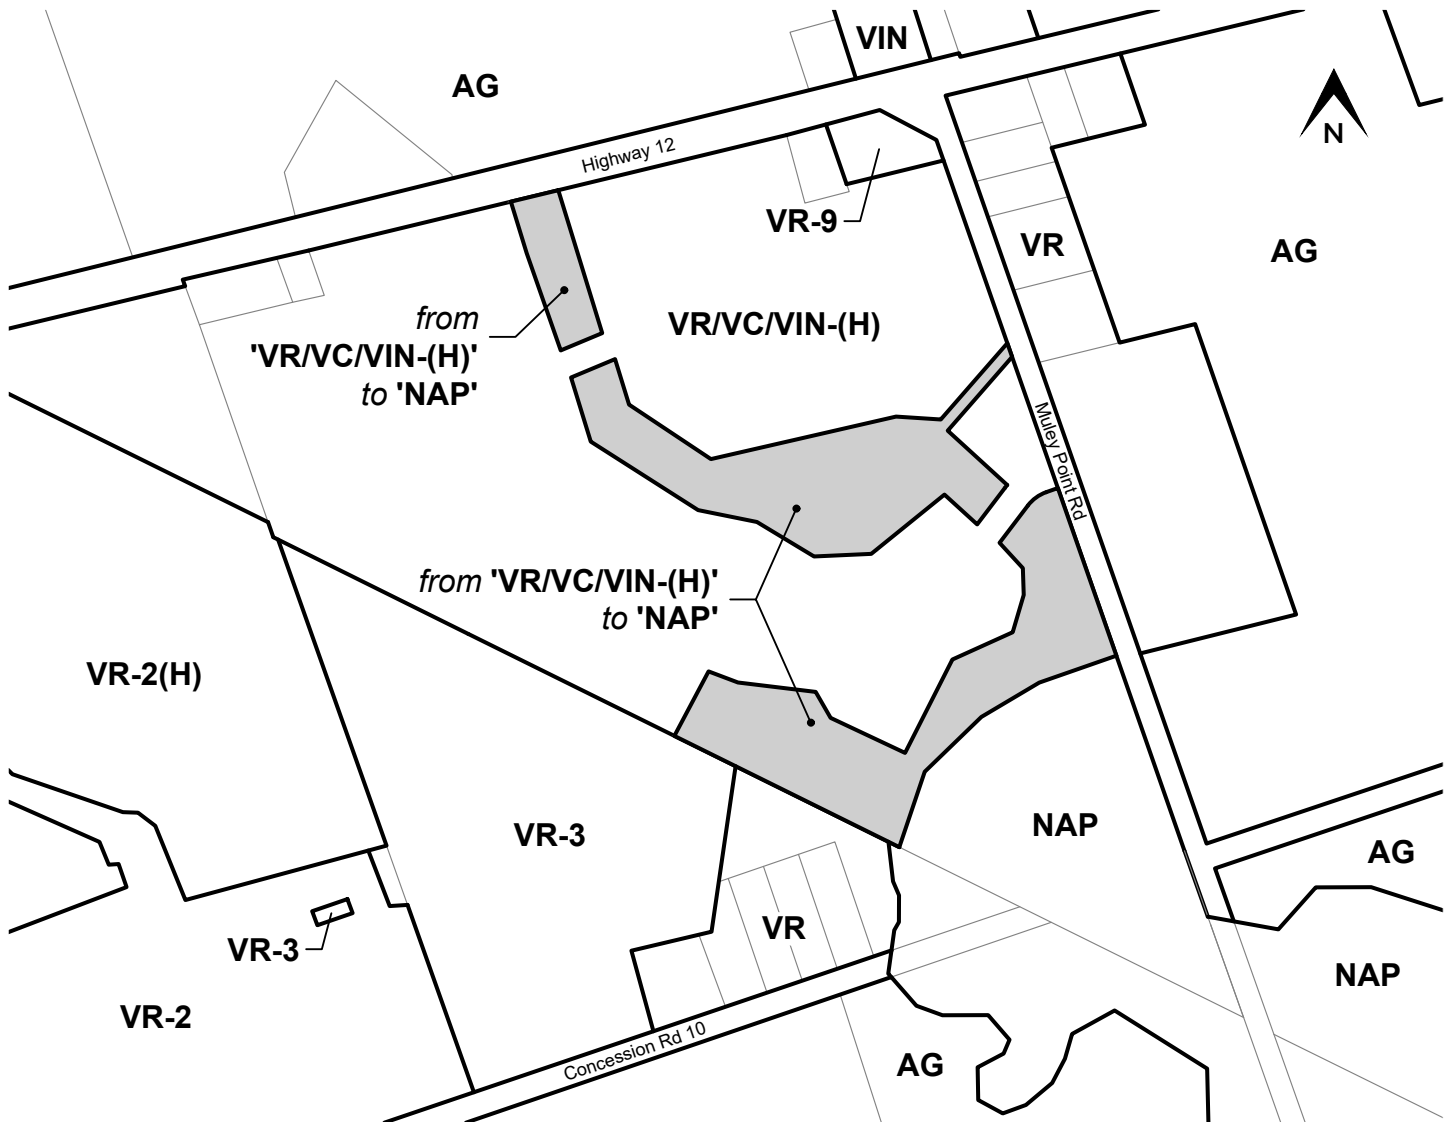 VIN
AG
N
Highway 12
VR-9
VR
AG
from
'VR/VC/VIN-(H)'
to 'NAP'
VR/VC/VIN-(H)
Muley Point Rd
from 'VR/VC/VIN-(H)'
to 'NAP'
VR-2(H)
VR-3
NAP
AG
VR
VR-3
NAP
VR-2
Concession Rd 10
AG